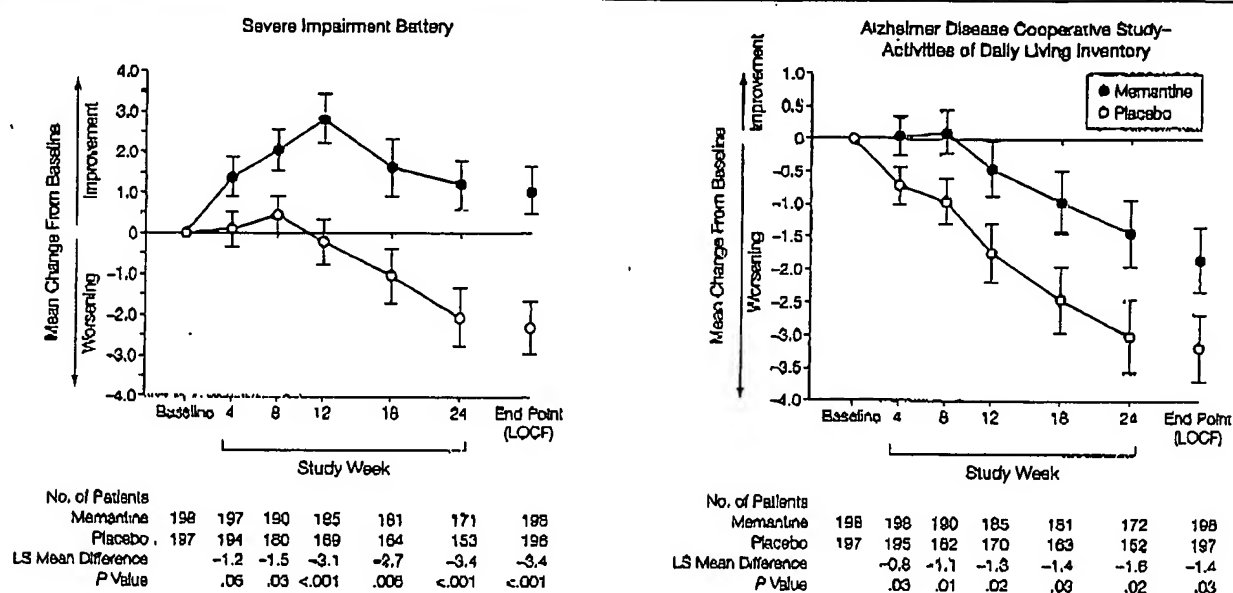 Severe Impairment Battery
Mean Change From Baseline
Improvement
Worsening
4.0
3.0
2.0
1.0
0
-1.0
-2.0
-3.0
-4.0
Baseline 4 8 12 18 24 End Point
(LOCF)
Study Week
No. of Patients
Memantine 198 197 190 185 181 171 198
Placebo 197 194 180 169 164 153 196
LS Mean Difference -1.2 -1.5 -3.1 -2.7 -3.4 -3.4
P Value .06 .03 <.001 .006 <.001 <.001
Alzheimer Disease Cooperative Study–
Activities of Daily Living Inventory
Mean Change From Baseline
Improvement
Worsening
Memantine
Placebo
1.0
0.5
0
-0.5
-1.0
-1.5
-2.0
-2.5
-3.0
-3.5
-4.0
Baseline 4 8 12 18 24 End Point
(LOCF)
Study Week
No. of Patients
Memantine 198 198 190 185 181 172 198
Placebo 197 195 182 170 163 152 197
LS Mean Difference -0.8 -1.1 -1.3 -1.4 -1.6 -1.4
P Value .03 .01 .02 .03 .02 .03